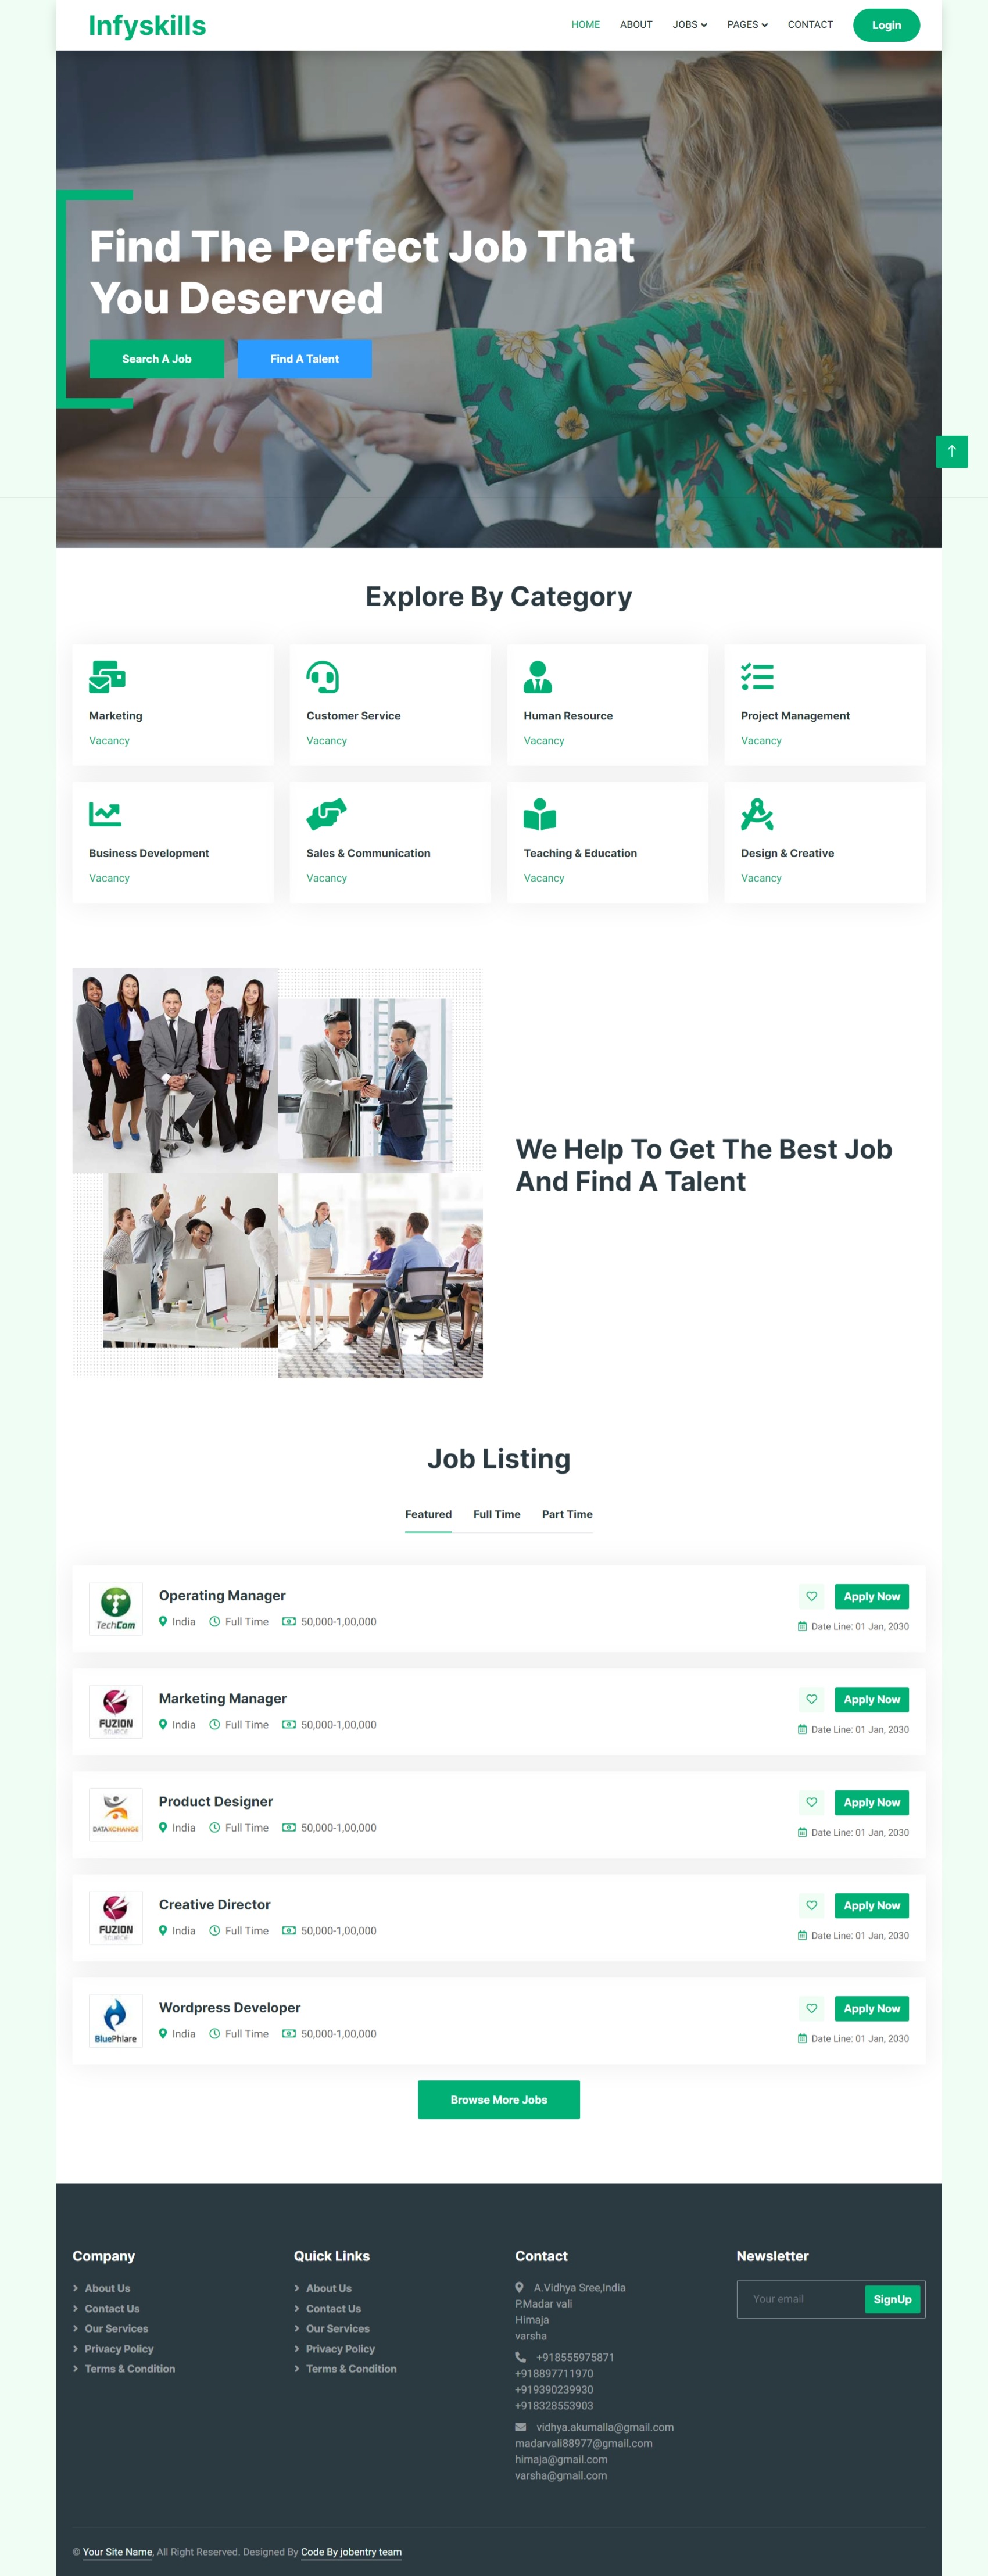 Infyskills
HOME ABOUT JOBS PAGES CONTACT Login
Find The Perfect Job That
You Deserved
Search A Job Find A Talent
Explore By Category
Marketing
Vacancy
Customer Service
Vacancy
Human Resource
Vacancy
Project Management
Vacancy
Business Development
Vacancy
Sales & Communication
Vacancy
Teaching & Education
Vacancy
Design & Creative
Vacancy
We Help To Get The Best Job
And Find A Talent
Job Listing
Featured Full Time Part Time
TechCom
Operating Manager
India Full Time 50,000-1,00,000
Apply Now
Date Line: 01 Jan, 2030
FUZION
Marketing Manager
India Full Time 50,000-1,00,000
Apply Now
Date Line: 01 Jan, 2030
DATAXCHANGE
Product Designer
India Full Time 50,000-1,00,000
Apply Now
Date Line: 01 Jan, 2030
FUZION
Creative Director
India Full Time 50,000-1,00,000
Apply Now
Date Line: 01 Jan, 2030
BluePhlare
Wordpress Developer
India Full Time 50,000-1,00,000
Apply Now
Date Line: 01 Jan, 2030
Browse More Jobs
Company
About Us
Contact Us
Our Services
Privacy Policy
Terms & Condition
Quick Links
About Us
Contact Us
Our Services
Privacy Policy
Terms & Condition
Contact
A.Vidhya Sree,India
P.Madar vali
Himaja
varsha
+918555975871
+918897711970
+919390239930
+918328553903
vidhya.akumalla@gmail.com
madarvali88977@gmail.com
himaja@gmail.com
varsha@gmail.com
Newsletter
Your email SignUp
© Your Site Name, All Right Reserved. Designed By Code By jobentry team